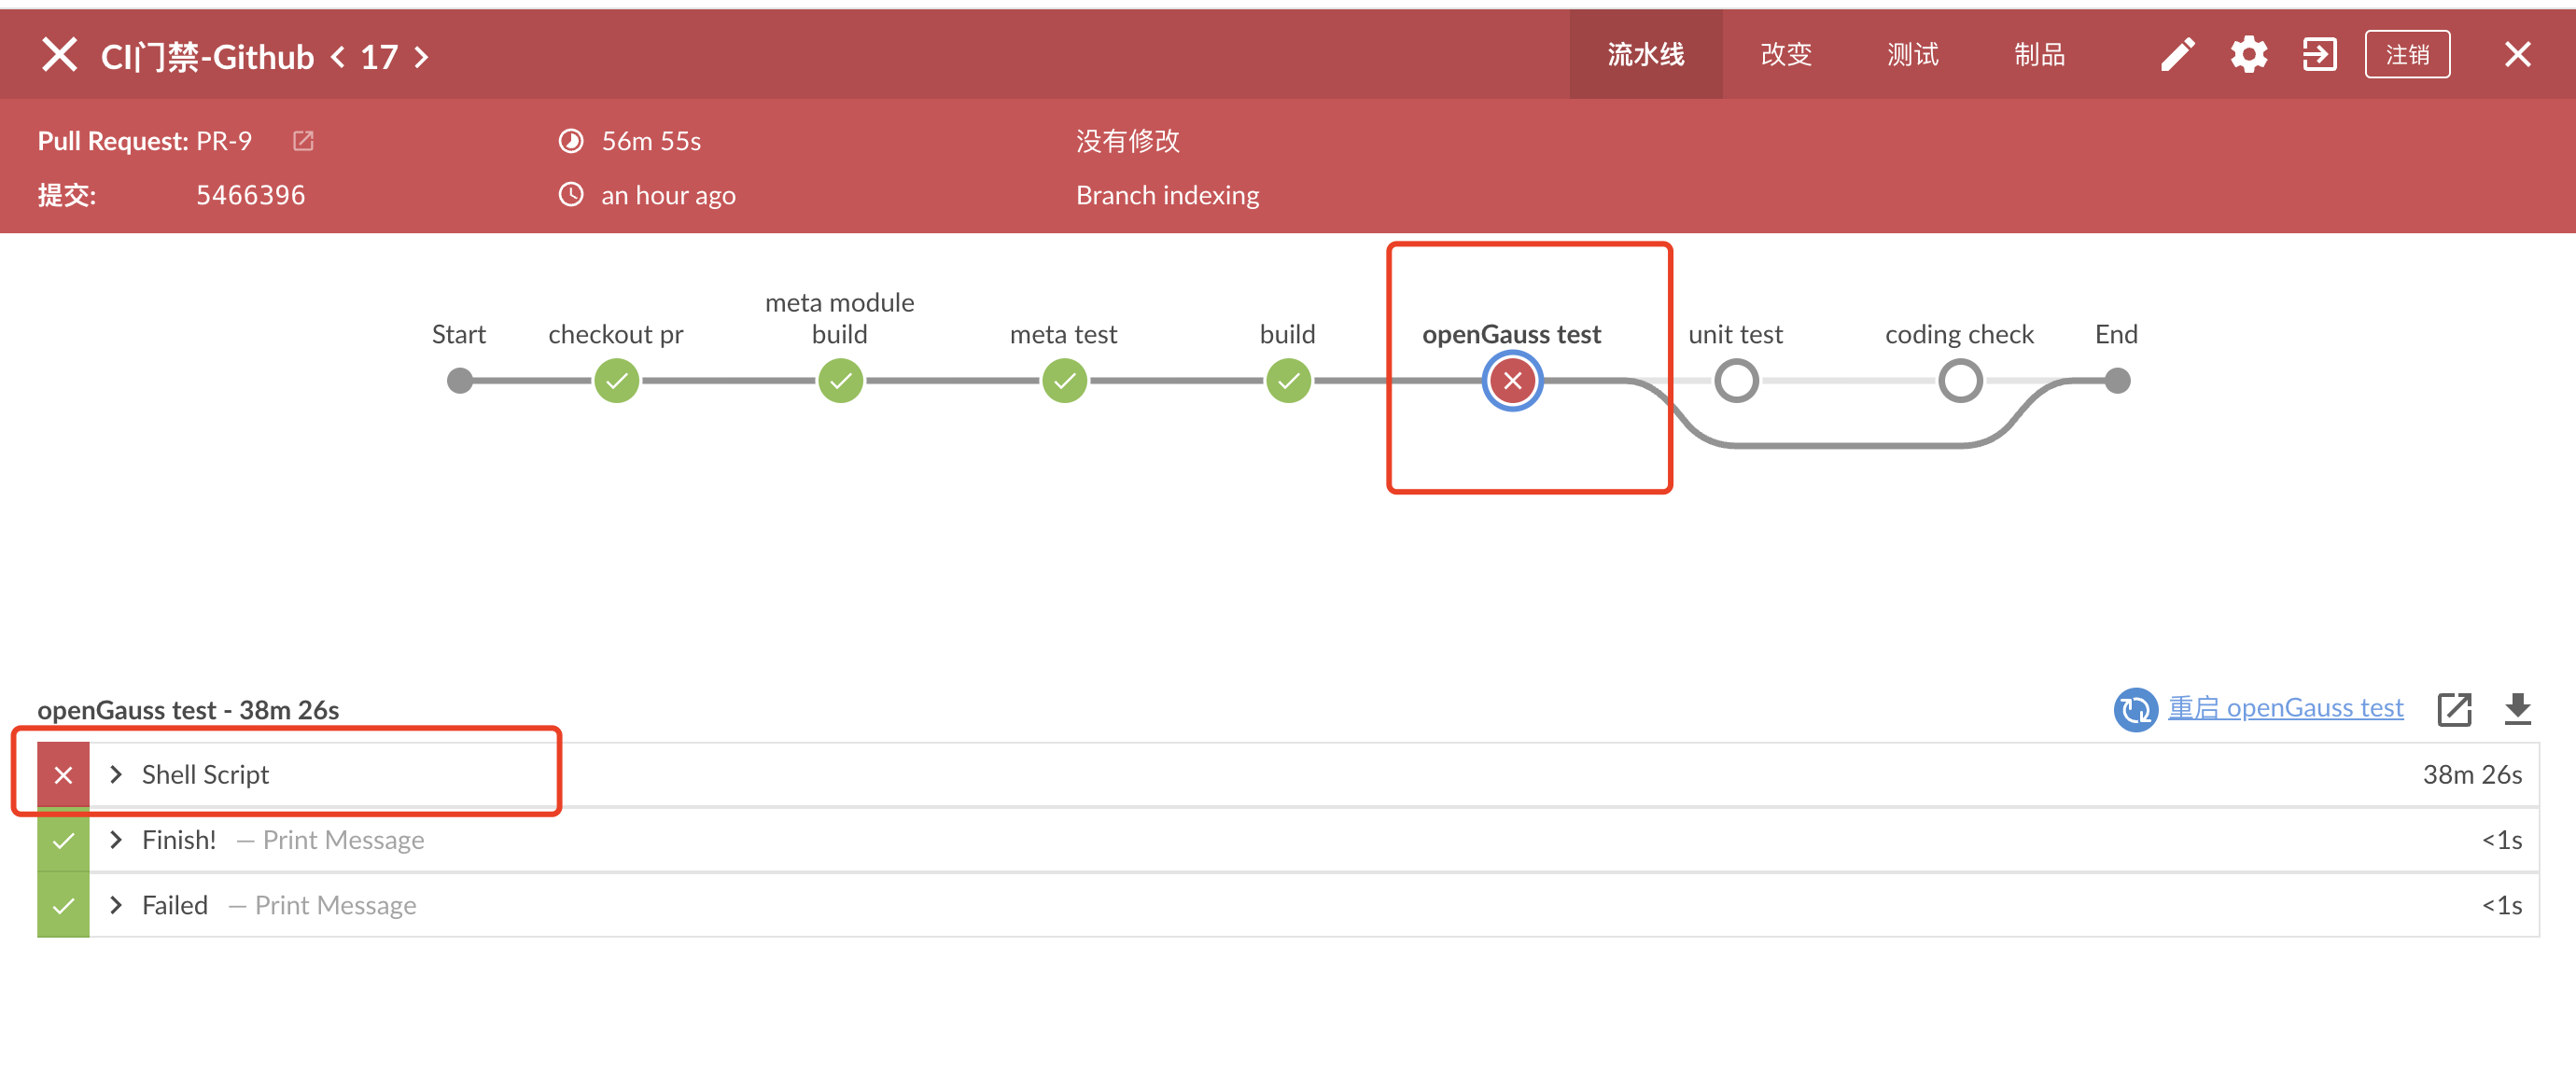 CI门禁-Github < 17 >
流水线 改变 测试 制品 注销
Pull Request: PR-9 56m 55s 没有修改
提交: 5466396 an hour ago Branch indexing
meta module
Start checkout pr build meta test build openGauss test unit test coding check End
openGauss test - 38m 26s 重启 openGauss test
Shell Script 38m 26s
Finish! — Print Message <1s
Failed — Print Message <1s